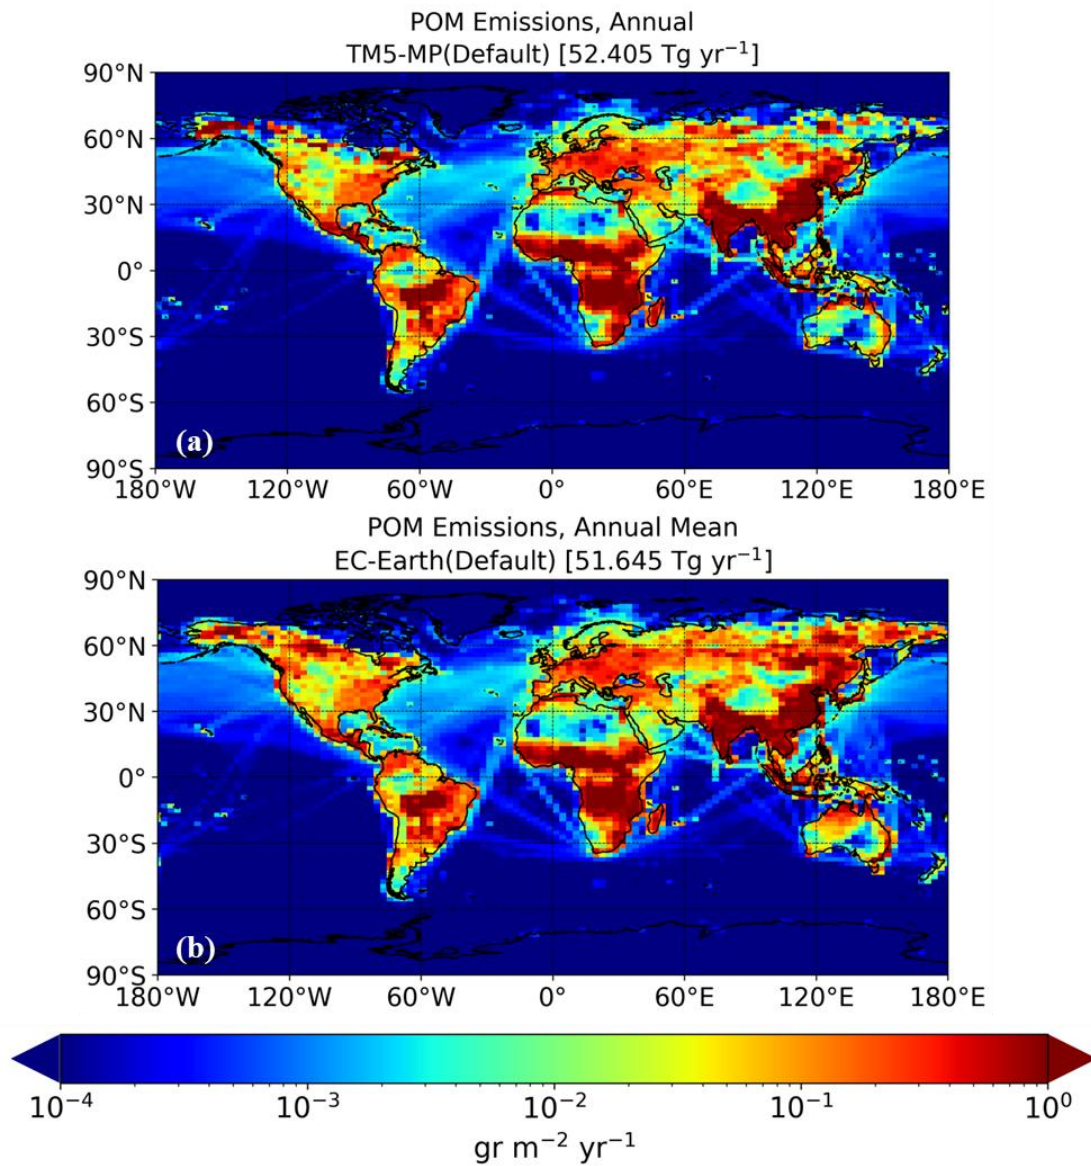 POM Emissions, Annual
TM5-MP(Default) [52.405 Tg yr⁻¹]
90°N
60°N
30°N
0°
30°S
60°S
90°S
(a)
180°W 120°W 60°W 0° 60°E 120°E 180°E
POM Emissions, Annual Mean
EC-Earth(Default) [51.645 Tg yr⁻¹]
90°N
60°N
30°N
0°
30°S
60°S
90°S
(b)
180°W 120°W 60°W 0° 60°E 120°E 180°E
10⁻⁴ 10⁻³ 10⁻² 10⁻¹ 10⁰
gr m⁻² yr⁻¹